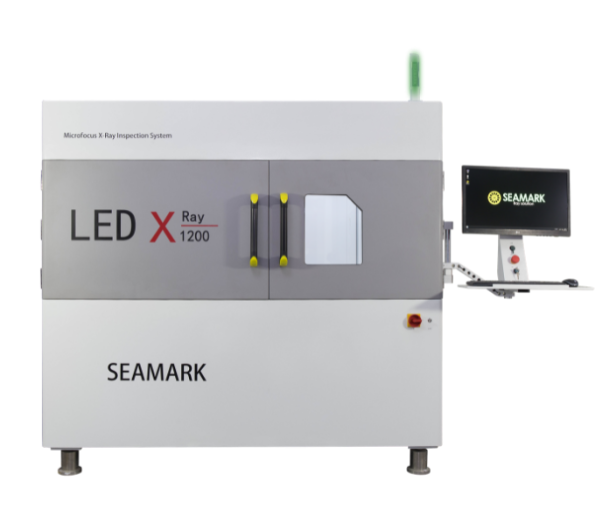 Microfocus X-Ray Inspection System
LED X Ray
1200
SEAMARK
SEAMARK